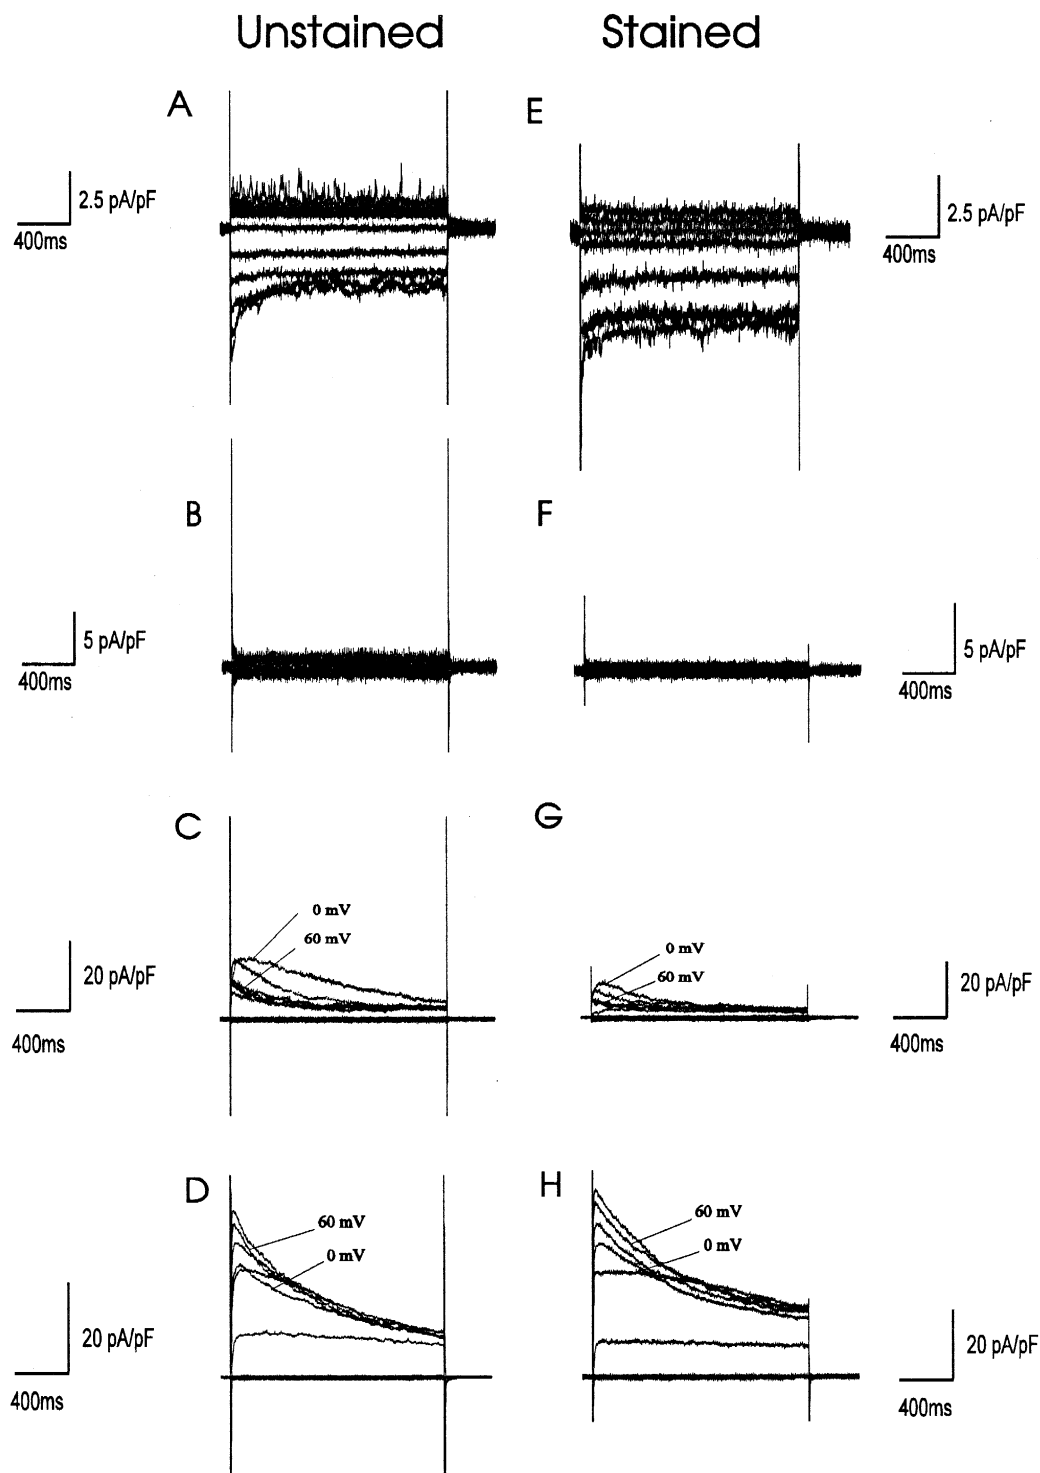 Unstained
Stained
A
E
2.5 pA/pF
400ms
2.5 pA/pF
400ms
B
F
5 pA/pF
400ms
5 pA/pF
400ms
C
G
0 mV
60 mV
20 pA/pF
400ms
0 mV
60 mV
20 pA/pF
400ms
D
H
60 mV
0 mV
20 pA/pF
400ms
60 mV
0 mV
20 pA/pF
400ms